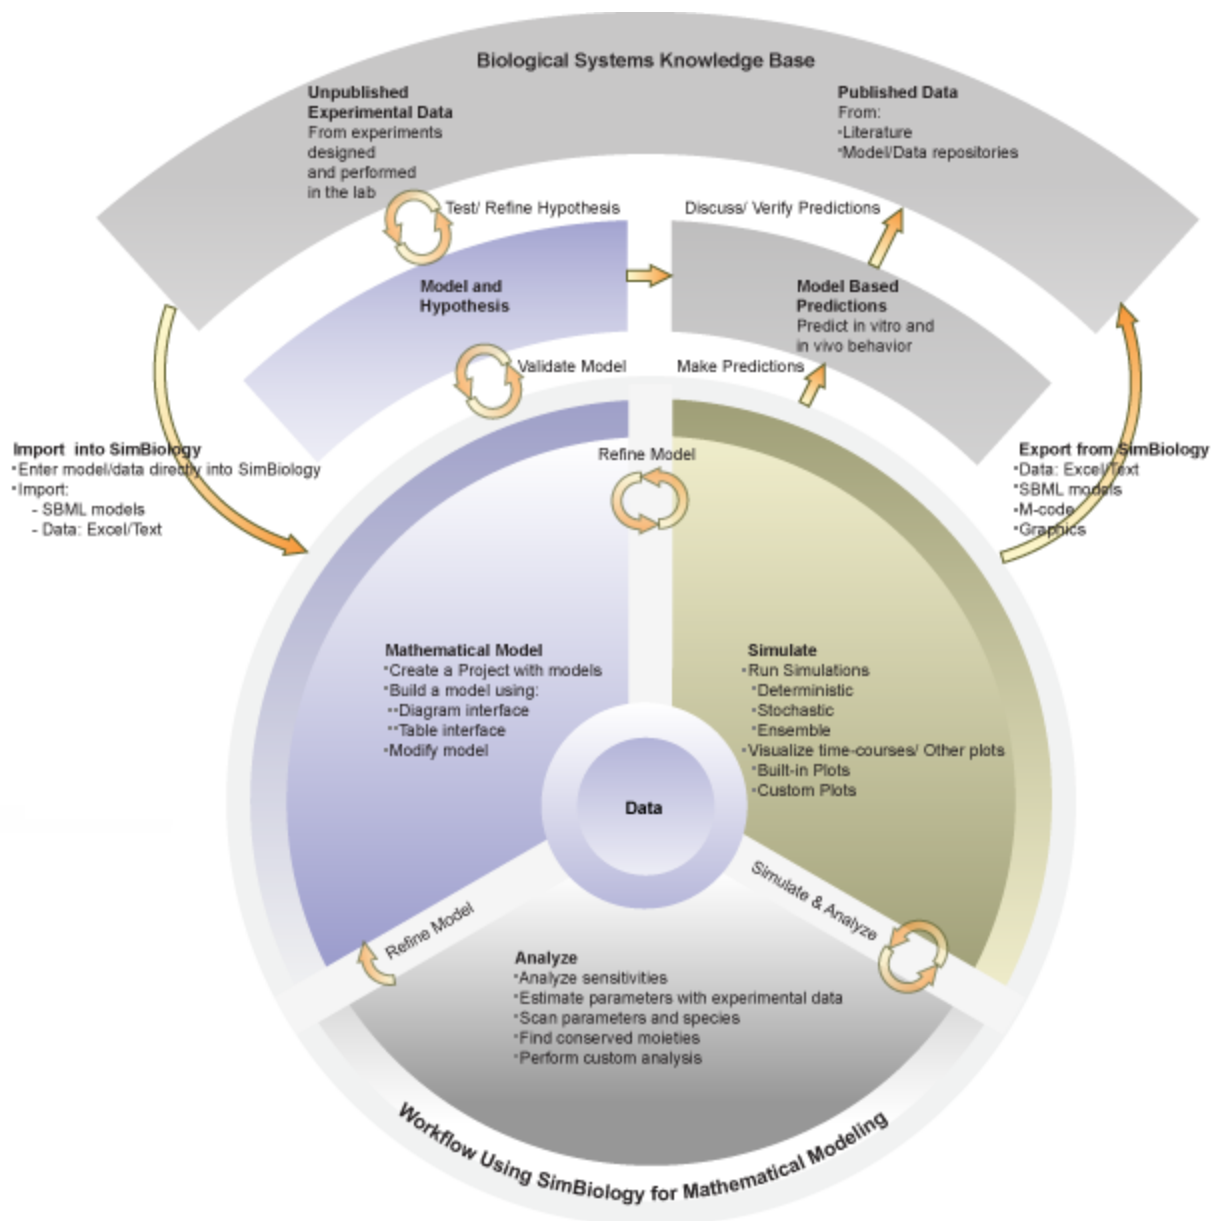 Biological Systems Knowledge Base
Unpublished
Experimental Data
From experiments
designed
and performed
in the lab
Published Data
From:
•Literature
•Model/Data repositories
Test/ Refine Hypothesis
Discuss/ Verify Predictions
Model and
Hypothesis
Model Based
Predictions
Predict in vitro and
in vivo behavior
Validate Model
Make Predictions
Import into SimBiology
•Enter model/data directly into SimBiology
•Import:
- SBML models
- Data: Excel/Text
Refine Model
Export from SimBiology
•Data: Excel/Text
•SBML models
•M-code
•Graphics
Mathematical Model
•Create a Project with models
•Build a model using:
••Diagram interface
••Table interface
•Modify model
Simulate
•Run Simulations
•Deterministic
•Stochastic
•Ensemble
•Visualize time-courses/ Other plots
•Built-in Plots
•Custom Plots
Data
Refine Model
Simulate & Analyze
Analyze
•Analyze sensitivities
•Estimate parameters with experimental data
•Scan parameters and species
•Find conserved moieties
•Perform custom analysis
Workflow Using SimBiology for Mathematical Modeling